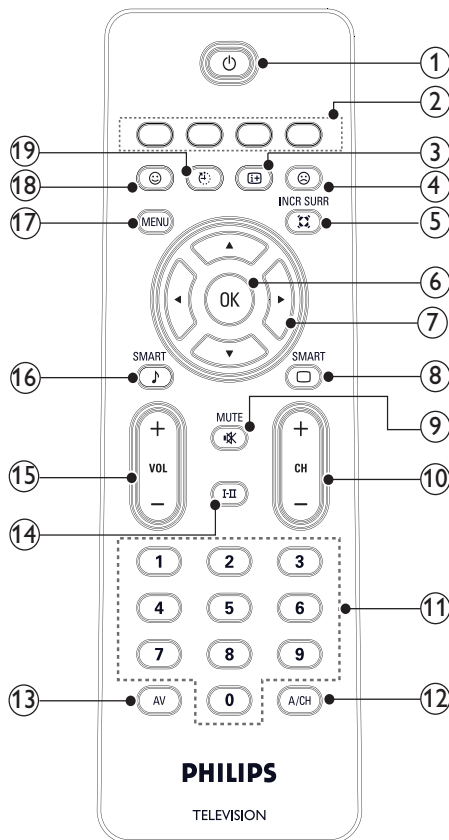 1
2
19
3
18
4
17
MENU
INCR SURR
5
6
OK
7
SMART
SMART
16
8
MUTE
9
+
+
15
VOL
CH
10
−
−
I-II
14
1 2 3
4 5 6
11
7 8 9
13
AV
0
A/CH
12
PHILIPS
TELEVISION